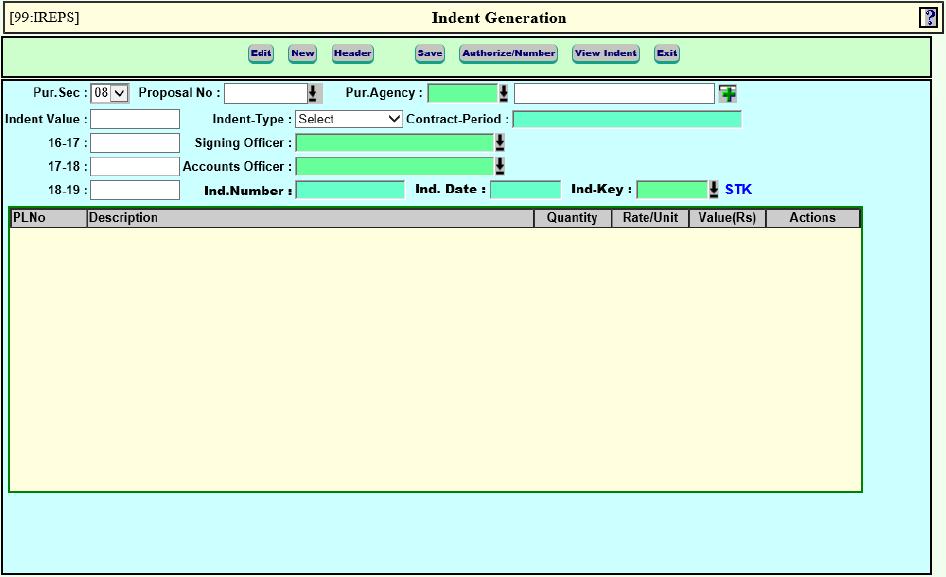 [99:IREPS] Indent Generation ?
Edit New Header Save Authorize/Number View Indent Exit
Pur.Sec : 08 Proposal No : Pur.Agency :
Indent Value : Indent-Type : Select Contract-Period :
16-17 : Signing Officer :
17-18 : Accounts Officer :
18-19 : Ind.Number : Ind. Date : Ind-Key : STK
PLNo Description Quantity Rate/Unit Value(Rs) Actions